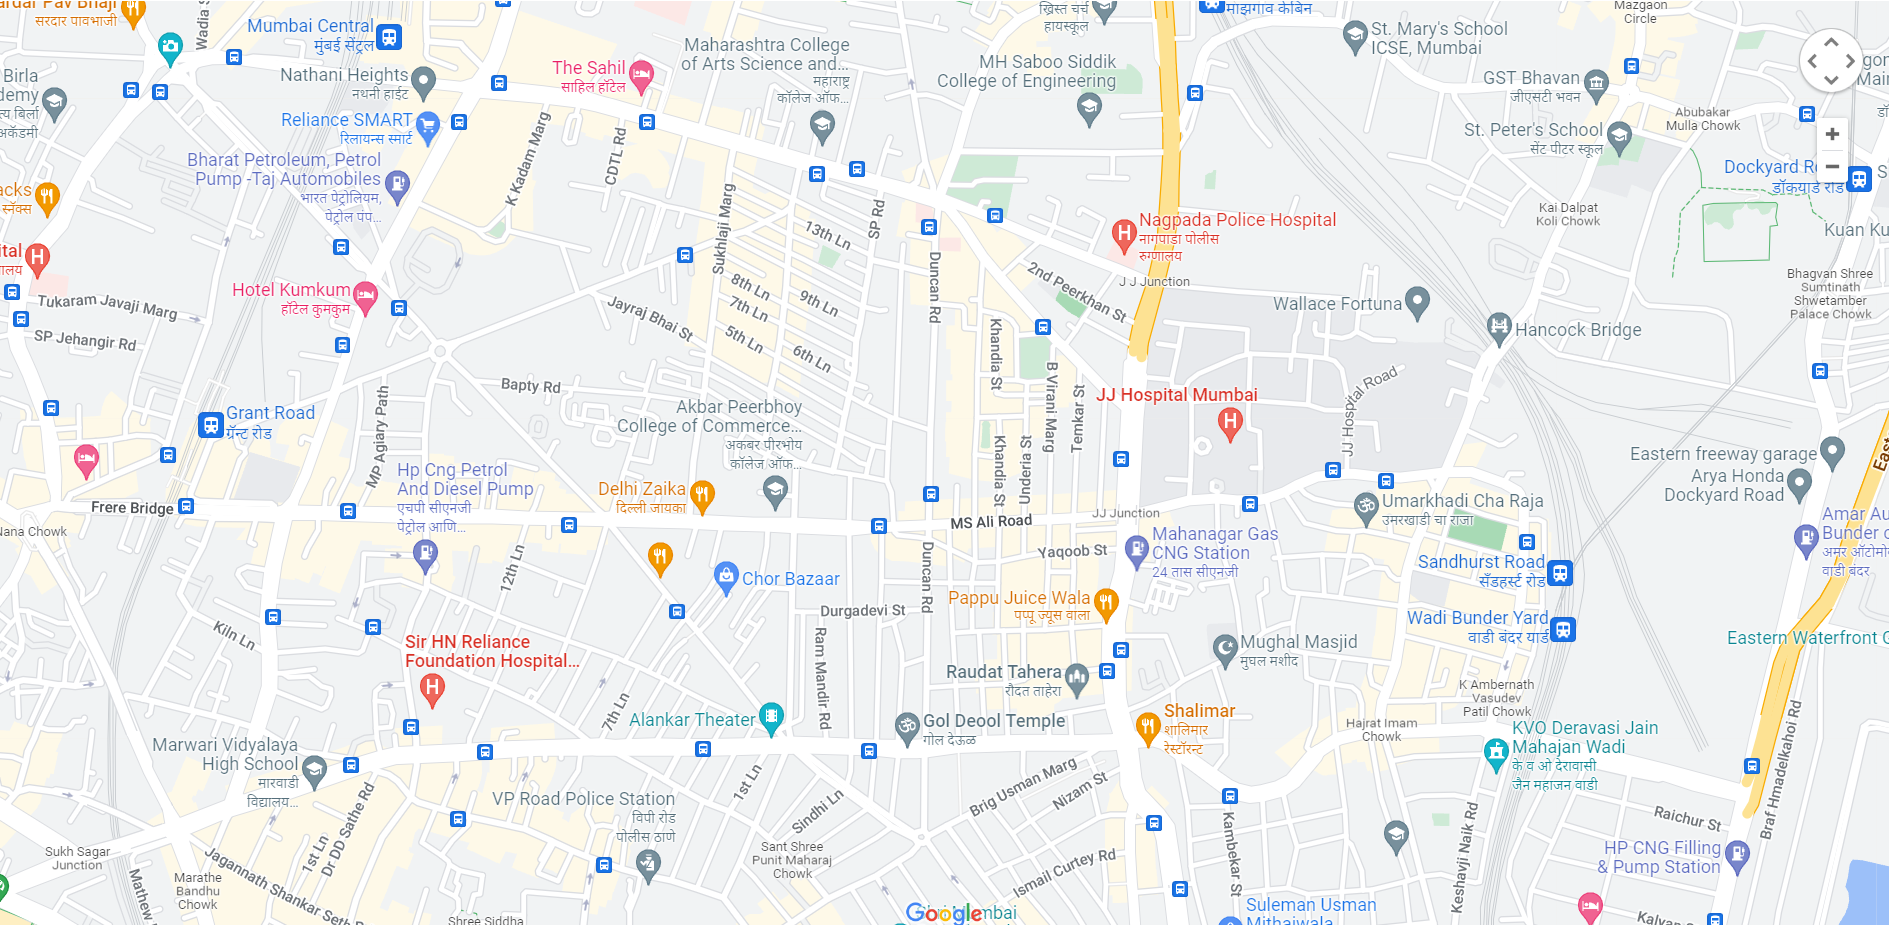 सरदार पावभाजी
Mumbai Central
मुंबई सेंट्रल
Nathani Heights
नथनी हाईट
Reliance SMART
रिलायन्स स्मार्ट
Bharat Petroleum, Petrol
Pump -Taj Automobiles
भारत पेट्रोलियम,
पेट्रोल पंप...
Birla
The Sahil
साहिल हॉटेल
Maharashtra College
of Arts Science and...
महाराष्ट्र
कॉलेज ऑफ...
ख्रिस्त चर्च
हायस्कूल
MH Saboo Siddik
College of Engineering
माझगाव केबिन
St. Mary's School
ICSE, Mumbai
Mazgaon
Circle
GST Bhavan
जीएसटी भवन
St. Peter's School
सेंट पीटर स्कूल
Abubakar
Mulla Chowk
डॉकयार्ड रोड
Kai Dalpat
Koli Chowk
Bhagvan Shree
Sumtinath
Shwetamber
Palace Chowk
K Kadam Marg
CDTL Rd
Sukhlaji Marg
SP Rd
13th Ln
8th Ln
7th Ln
9th Ln
5th Ln
6th Ln
Duncan Rd
Nagpada Police Hospital
नागपाडा पोलीस
रुग्णालय
2nd Peerkhan St
J J Junction
Wallace Fortuna
Hancock Bridge
Hotel Kumkum
हॉटेल कुमकुम
Tukaram Javaji Marg
SP Jehangir Rd
Jayraj Bhai St
Bapty Rd
MP Agiary Path
Grant Road
ग्रॅन्ट रोड
Akbar Peerbhoy
College of Commerce...
अकबर पीरभोय
कॉलेज ऑफ...
Khandia St
B Virani Marg
Temkar St
Khandia St
Underia St
JJ Hospital Mumbai
JJ Hospital Road
Eastern freeway garage
Arya Honda
Dockyard Road
Hp Cng Petrol
And Diesel Pump
एचपी सीएनजी
पेट्रोल आणि...
Delhi Zaika
दिल्ली जायका
Frere Bridge
Nana Chowk
MS Ali Road
JJ Junction
Umarkhadi Cha Raja
उमरखाडी चा राजा
Mahanagar Gas
CNG Station
24 तास सीएनजी
Yaqoob St
Sandhurst Road
सँडहर्स्ट रोड
वाडी बंदर
Wadi Bunder Yard
वाडी बंदर यार्ड
12th Ln
Chor Bazaar
Duncan Rd
Durgadevi St
Pappu Juice Wala
पप्पू ज्यूस वाला
Kiln Ln
Sir HN Reliance
Foundation Hospital...
Ram Mandir Rd
Mughal Masjid
मुघल मशीद
Raudat Tahera
रौदत ताहेरा
Eastern Waterfront
K Ambernath
Vasudev
Patil Chowk
7th Ln
Alankar Theater
Gol Deool Temple
गोल देऊळ
Shalimar
शालिमार
रेस्टॉरन्ट
Hajrat Imam
Chowk
KVO Deravasi Jain
Mahajan Wadi
के व ओ देरावासी
जैन महाजन वाडी
Braf Hmadelkahoi Rd
Marwari Vidyalaya
High School
मारवाडी
विद्यालय...
VP Road Police Station
विपी रोड
पोलीस ठाणे
1st Ln
Sindhi Ln
Brig Usman Marg
Nizam St
Raichur St
HP CNG Filling
& Pump Station
Sukh Sagar
Junction
1st Ln
Dr DD Sathe Rd
Sant Shree
Punit Maharaj
Chowk
Ismail Curtey Rd
Kambekar St
Keshavji Naik Rd
Marathe
Bandhu
Chowk
Jagannath Shankar Seth
Shree Siddha
Google
Suleman Usman
Mithaiwala